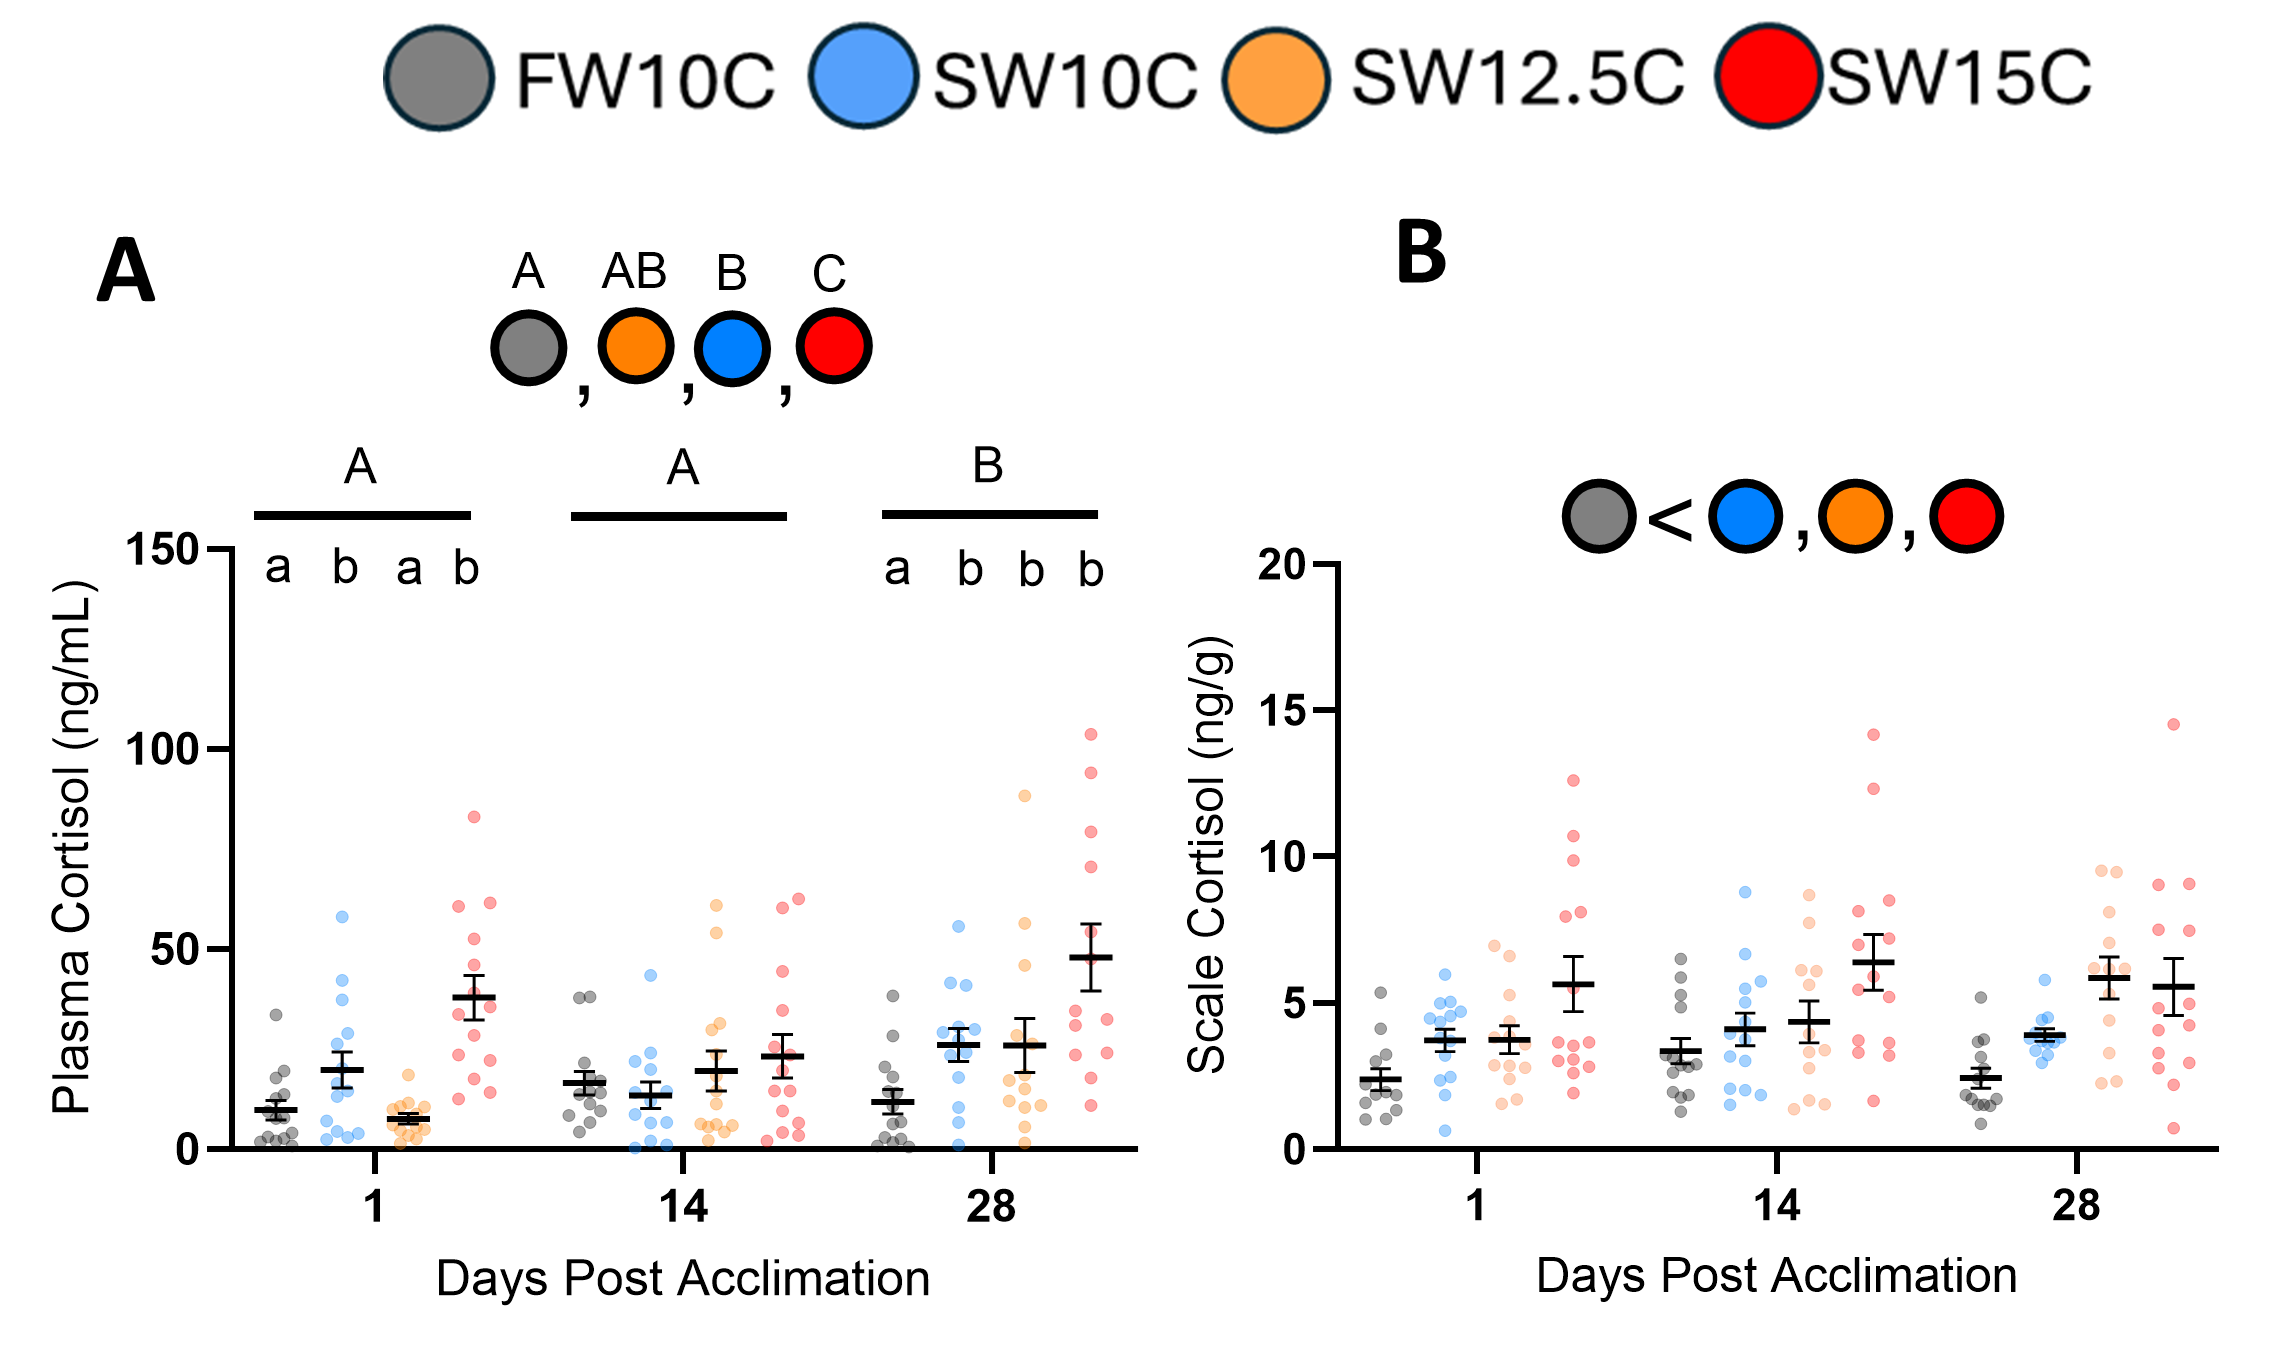 FW10C SW10C SW12.5C SW15C
A
A AB B C
, , ,
A A B
a b a b a b b b
150
100
50
0
Plasma Cortisol (ng/mL)
1 14 28
Days Post Acclimation
B
< , ,
20
15
10
5
0
Scale Cortisol (ng/g)
1 14 28
Days Post Acclimation